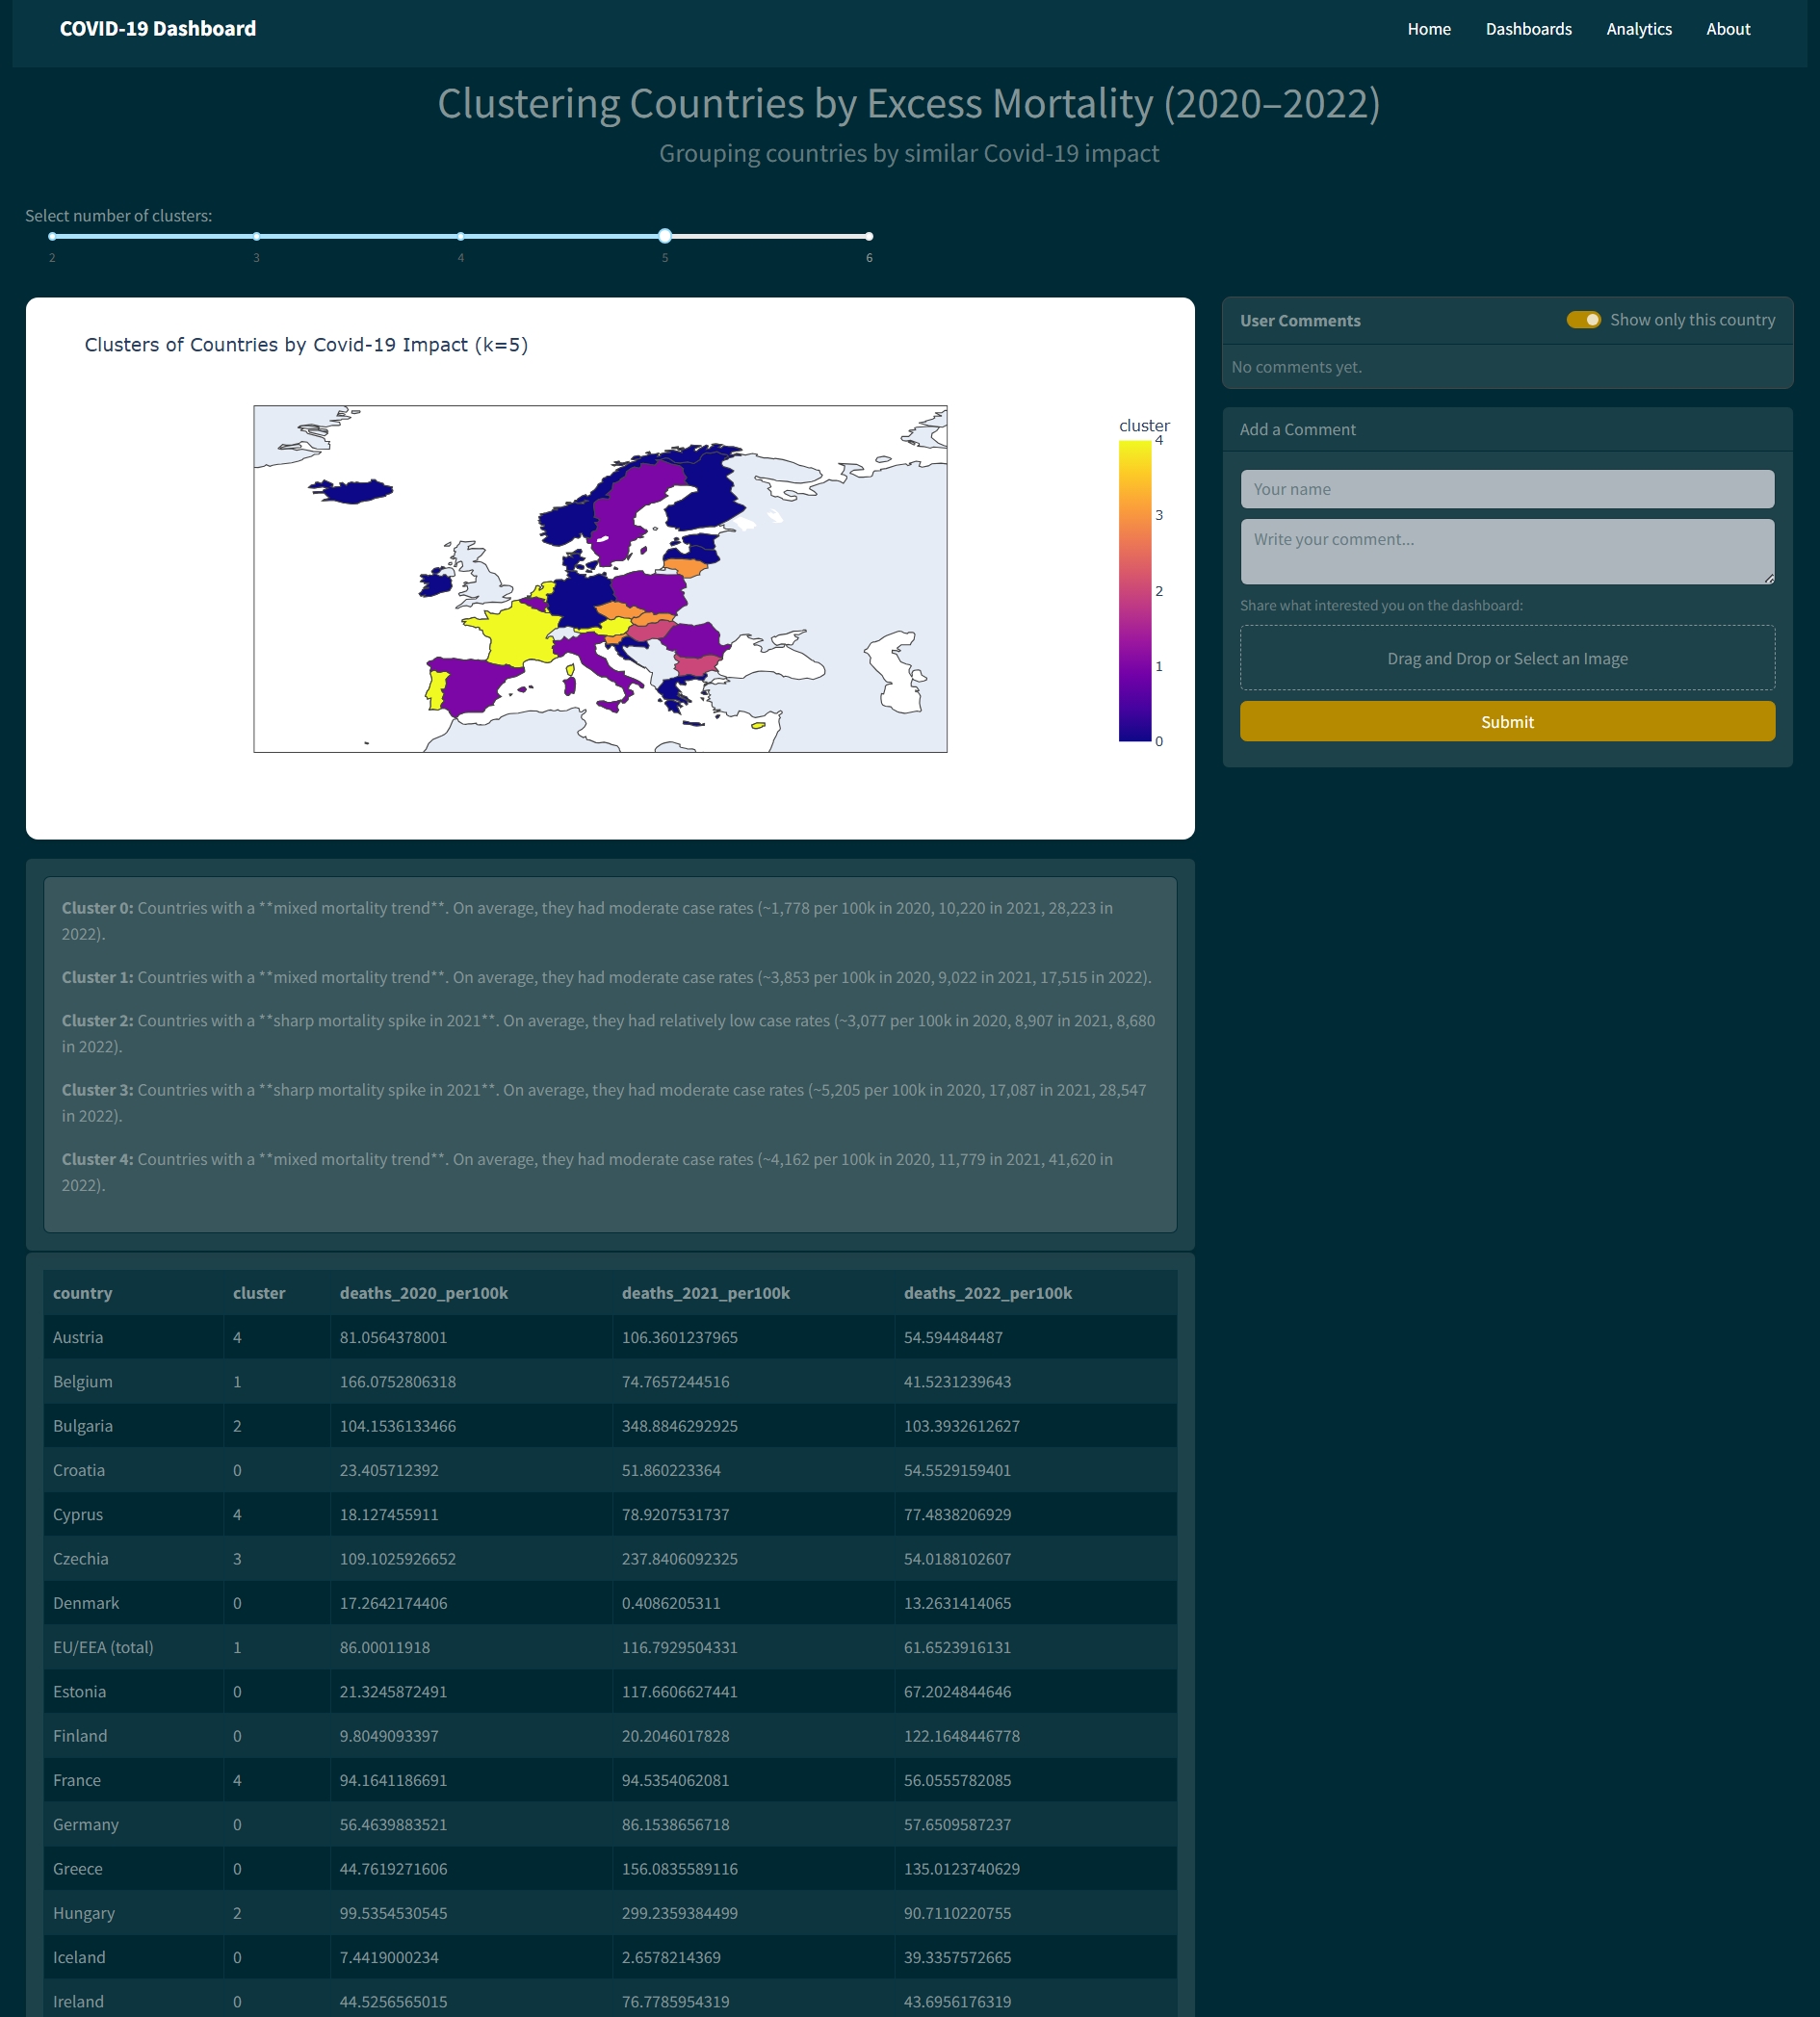 COVID-19 Dashboard
Home Dashboards Analytics About
Clustering Countries by Excess Mortality (2020–2022)
Grouping countries by similar Covid-19 impact
Select number of clusters:
2 3 4 5 6
Clusters of Countries by Covid-19 Impact (k=5)
cluster
4
3
2
1
0
User Comments Show only this country
No comments yet.
Add a Comment
Your name
Write your comment...
Share what interested you on the dashboard:
Drag and Drop or Select an Image
Submit
Cluster 0: Countries with a **mixed mortality trend**. On average, they had moderate case rates (~1,778 per 100k in 2020, 10,220 in 2021, 28,223 in
2022).
Cluster 1: Countries with a **mixed mortality trend**. On average, they had moderate case rates (~3,853 per 100k in 2020, 9,022 in 2021, 17,515 in 2022).
Cluster 2: Countries with a **sharp mortality spike in 2021**. On average, they had relatively low case rates (~3,077 per 100k in 2020, 8,907 in 2021, 8,680
in 2022).
Cluster 3: Countries with a **sharp mortality spike in 2021**. On average, they had moderate case rates (~5,205 per 100k in 2020, 17,087 in 2021, 28,547
in 2022).
Cluster 4: Countries with a **mixed mortality trend**. On average, they had moderate case rates (~4,162 per 100k in 2020, 11,779 in 2021, 41,620 in
2022).
country cluster deaths_2020_per100k deaths_2021_per100k deaths_2022_per100k
Austria 4 81.0564378001 106.3601237965 54.594484487
Belgium 1 166.0752806318 74.7657244516 41.5231239643
Bulgaria 2 104.1536133466 348.8846292925 103.3932612627
Croatia 0 23.405712392 51.860223364 54.5529159401
Cyprus 4 18.127455911 78.9207531737 77.4838206929
Czechia 3 109.1025926652 237.8406092325 54.0188102607
Denmark 0 17.2642174406 0.4086205311 13.2631414065
EU/EEA (total) 1 86.00011918 116.7929504331 61.6523916131
Estonia 0 21.3245872491 117.6606627441 67.2024844646
Finland 0 9.8049093397 20.2046017828 122.1648446778
France 4 94.1641186691 94.5354062081 56.0555782085
Germany 0 56.4639883521 86.1538656718 57.6509587237
Greece 0 44.7619271606 156.0835589116 135.0123740629
Hungary 2 99.5354530545 299.2359384499 90.7110220755
Iceland 0 7.4419000234 2.6578214369 39.3357572665
Ireland 0 44.5256565015 76.7785954319 43.6956176319